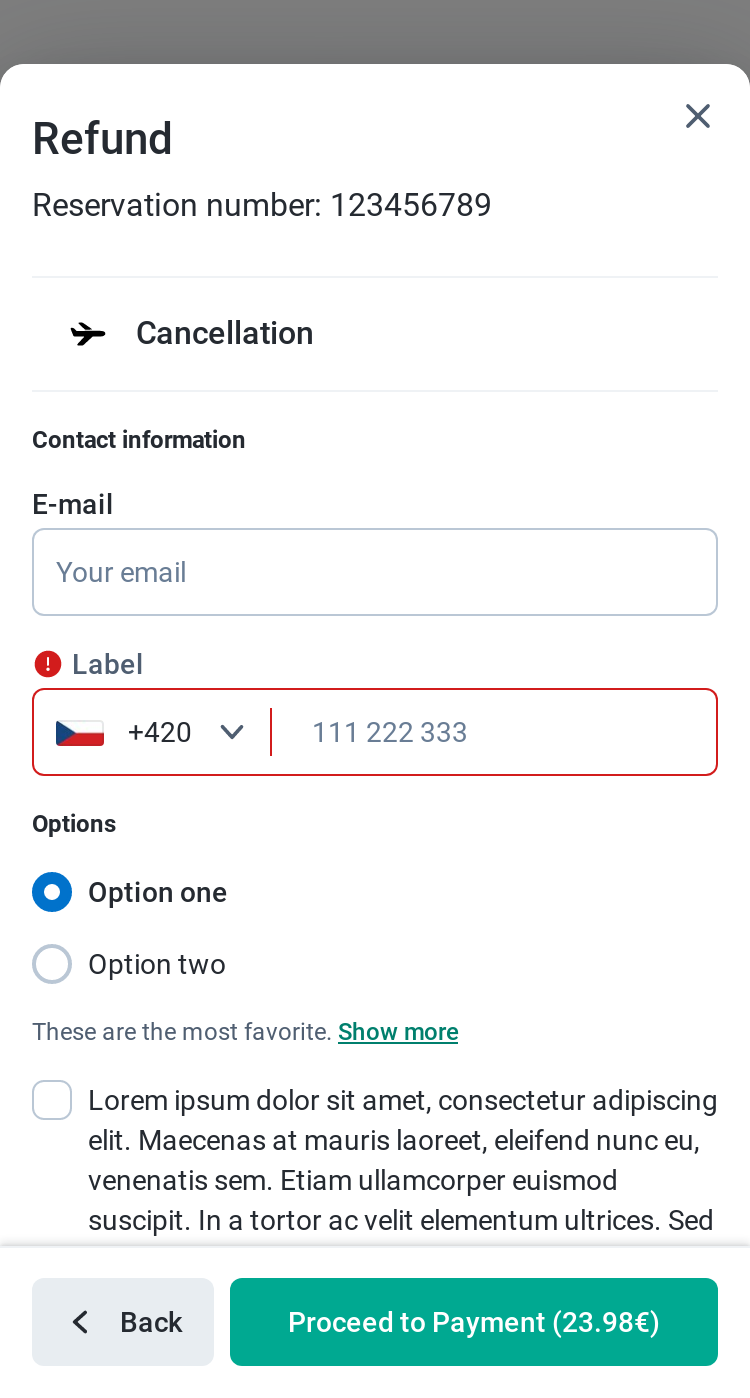 Refund
Reservation number: 123456789
Cancellation
Contact information
E-mail
Your email
Label
+420
111 222 333
Options
Option one
Option two
These are the most favorite. Show more
Lorem ipsum dolor sit amet, consectetur adipiscing
elit. Maecenas at mauris laoreet, eleifend nunc eu,
venenatis sem. Etiam ullamcorper euismod
suscipit. In a tortor ac velit elementum ultrices. Sed
Back
Proceed to Payment (23.98€)